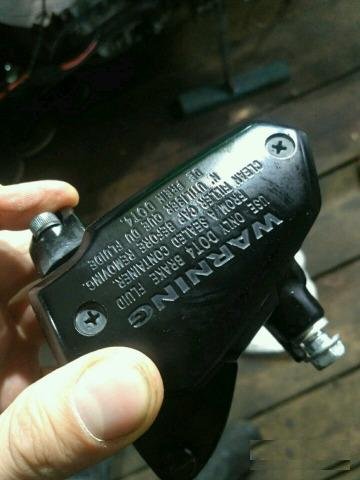 WARNING
USE ONLY DOT4 BRAKE FLUID
FROM A SEALED CONTAINER
CLEAN FILLER CAP BEFORE REMOVING.
N' UTILISER QUE DU FLUIDE
DE FREIN DOT4.